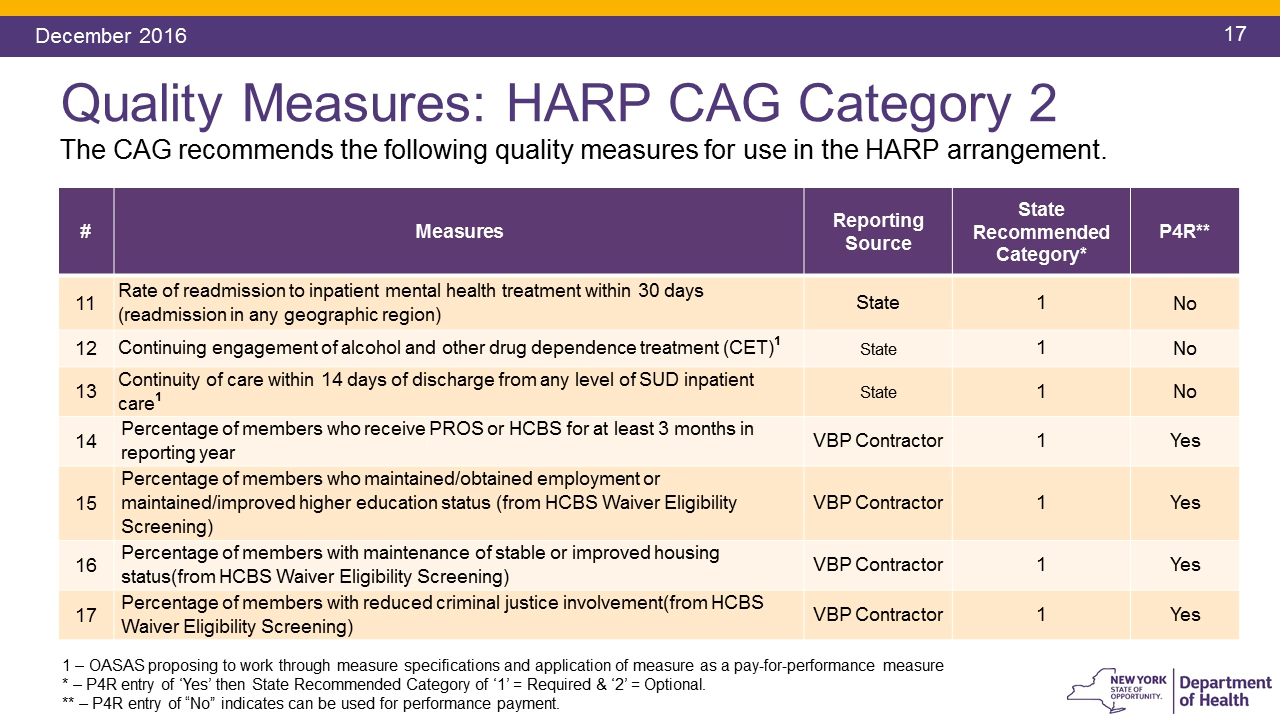 December 2016
17
Quality Measures: HARP CAG Category 2
The CAG recommends the following quality measures for use in the HARP arrangement.
#
Measures
Reporting
Source
State
Recommended
Category*
P4R**
11
Rate of readmission to inpatient mental health treatment within 30 days
(readmission in any geographic region)
State
1
No
12
Continuing engagement of alcohol and other drug dependence treatment (CET)1
State
1
No
13
Continuity of care within 14 days of discharge from any level of SUD inpatient
care1
State
1
No
14
Percentage of members who receive PROS or HCBS for at least 3 months in
reporting year
VBP Contractor
1
Yes
15
Percentage of members who maintained/obtained employment or
maintained/improved higher education status (from HCBS Waiver Eligibility
Screening)
VBP Contractor
1
Yes
16
Percentage of members with maintenance of stable or improved housing
status(from HCBS Waiver Eligibility Screening)
VBP Contractor
1
Yes
17
Percentage of members with reduced criminal justice involvement(from HCBS
Waiver Eligibility Screening)
VBP Contractor
1
Yes
1 – OASAS proposing to work through measure specifications and application of measure as a pay-for-performance measure
* – P4R entry of ‘Yes’ then State Recommended Category of ‘1’ = Required & ‘2’ = Optional.
** – P4R entry of “No” indicates can be used for performance payment.
NEW YORK
STATE OF
OPPORTUNITY.
Department
of Health